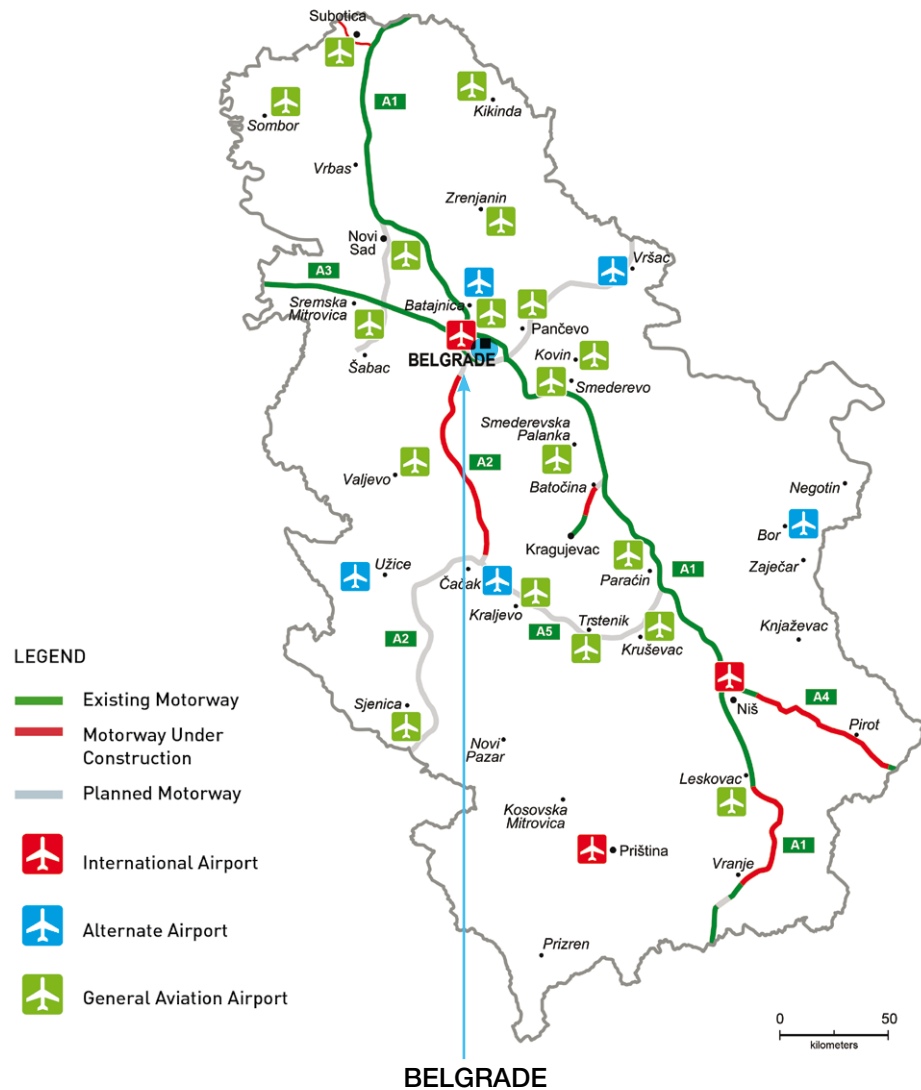 Subotica
A1
Sombor
Kikinda
Vrbas
Zrenjanin
Novi
Sad
Vršac
A3
Sremska
Mitrovica
Batajnica
Pančevo
BELGRADE
Šabac
Kovin
Smederevo
Smederevska
Palanka
A2
Valjevo
Batočina
Negotin
Bor
Kragujevac
Zaječar
Užice
Čačak
Paraćin
A1
Kraljevo
A5
Trstenik
Kruševac
Knjaževac
A2
LEGEND
Existing Motorway
Motorway Under
Construction
Planned Motorway
International Airport
Alternate Airport
General Aviation Airport
Sjenica
Novi
Pazar
Niš
A4
Pirot
Leskovac
Kosovska
Mitrovica
Priština
Vranje
A1
Prizren
0 50
kilometers
BELGRADE